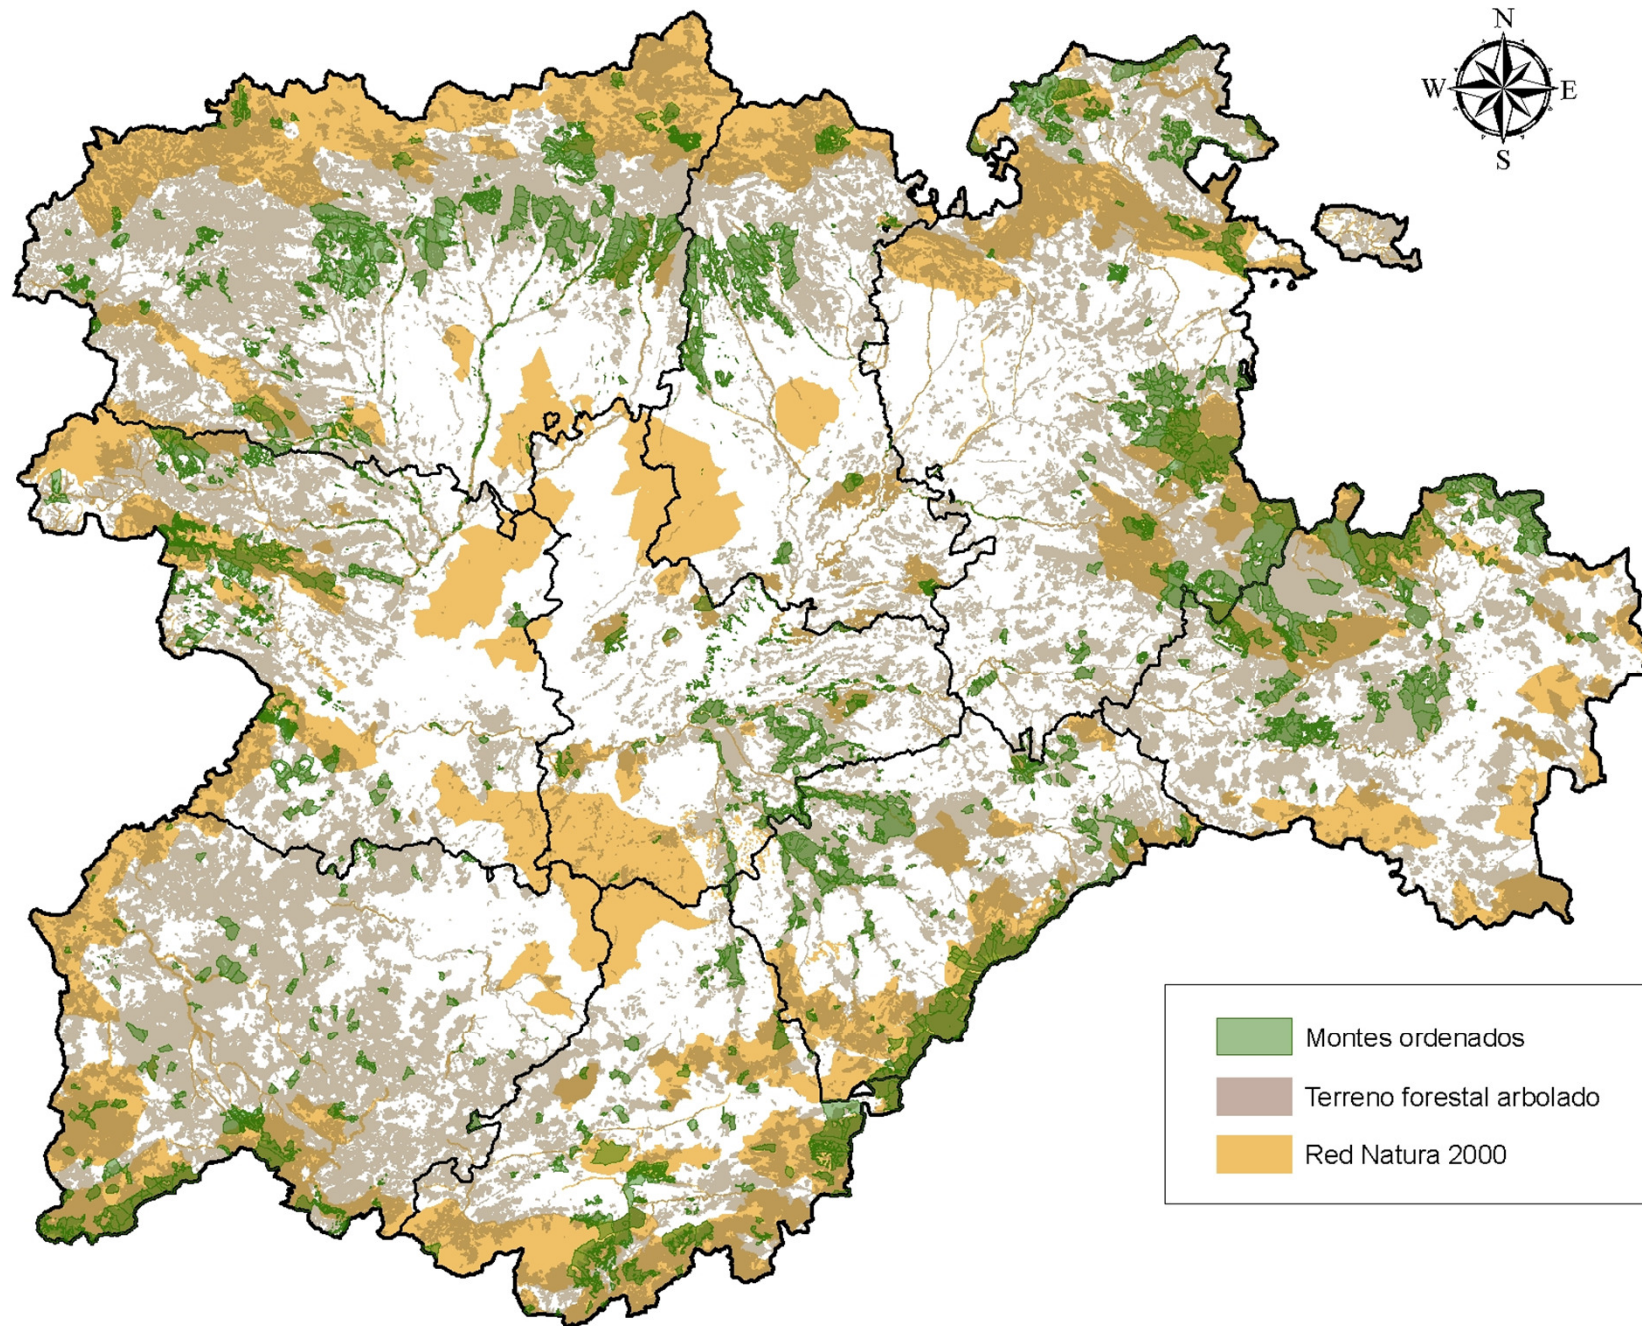 N
W
E
S
Montes ordenados
Terreno forestal arbolado
Red Natura 2000